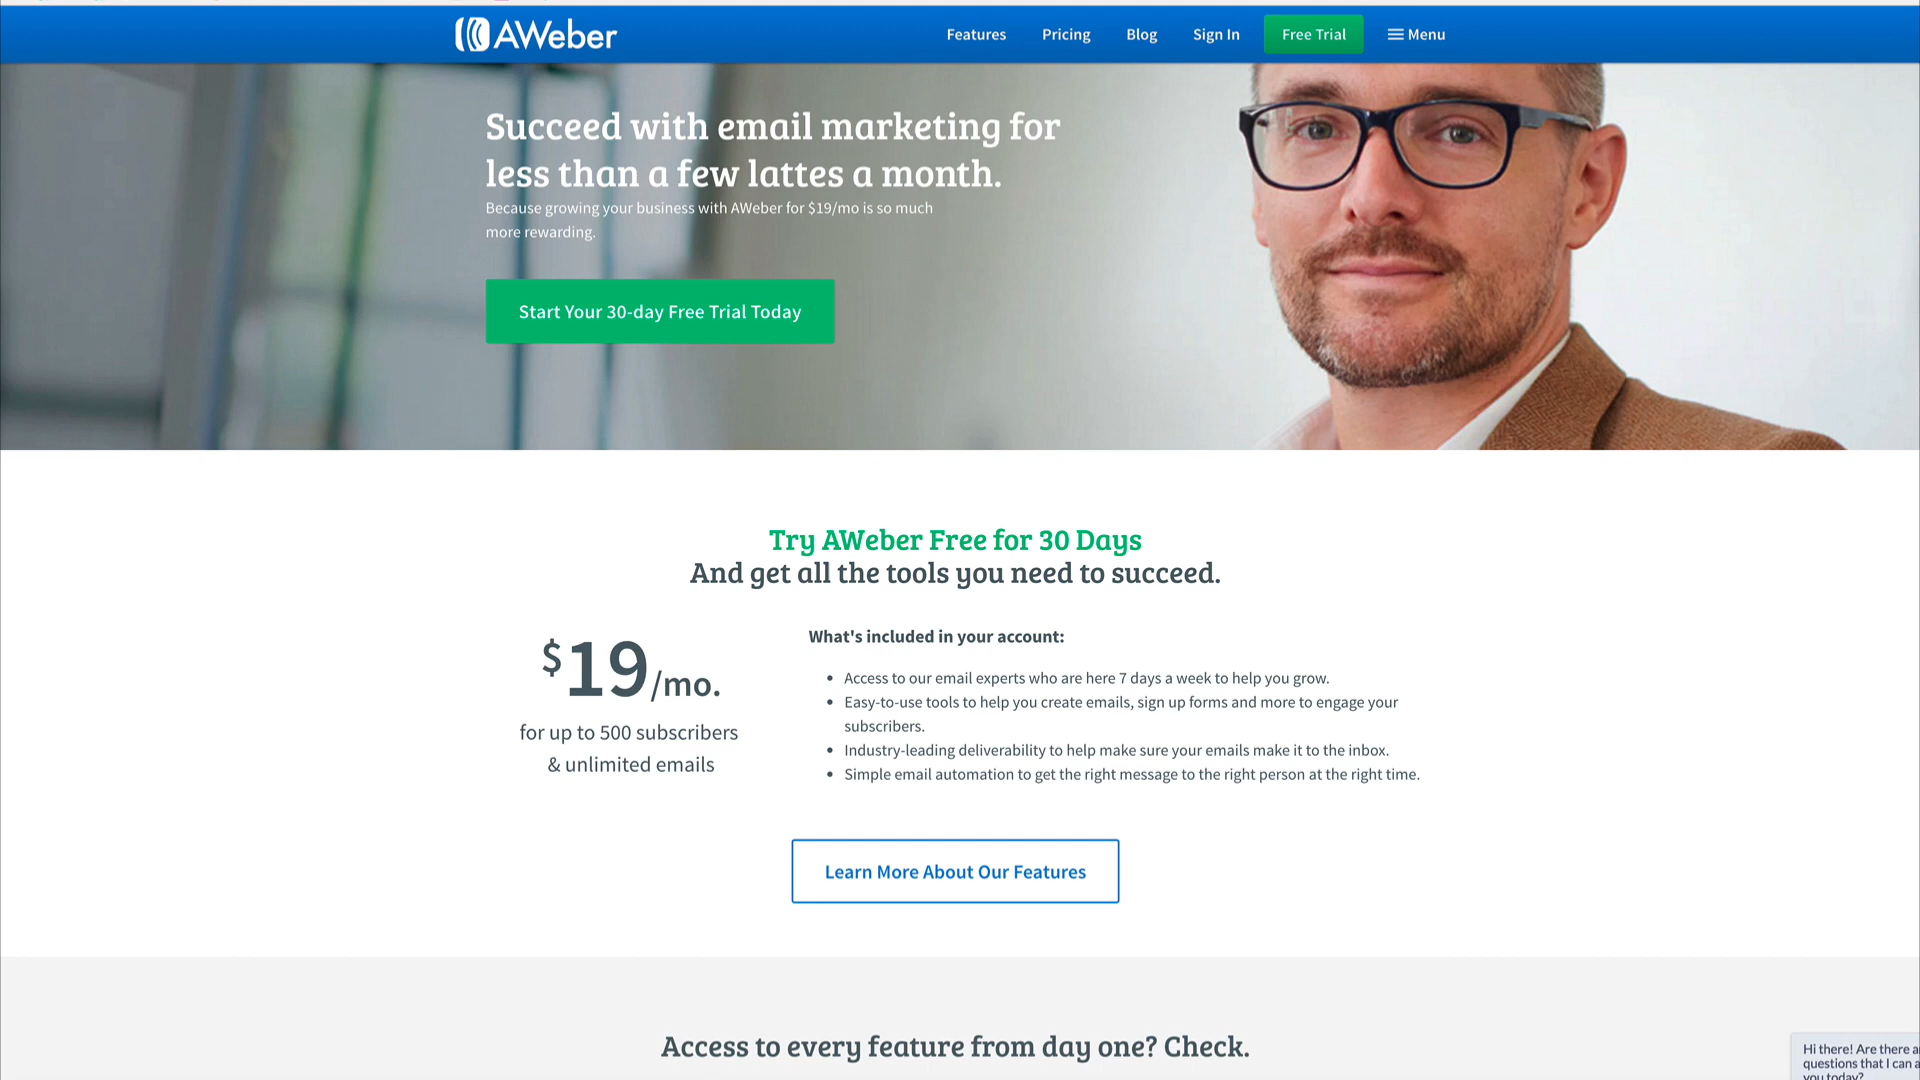 AWeber
Features
Pricing
Blog
Sign In
Free Trial
Menu
Succeed with email marketing for
less than a few lattes a month.
Because growing your business with AWeber for $19/mo is so much
more rewarding.
Start Your 30-day Free Trial Today
Try AWeber Free for 30 Days
And get all the tools you need to succeed.
$19/mo.
for up to 500 subscribers
& unlimited emails
What's included in your account:
Access to our email experts who are here 7 days a week to help you grow.
Easy-to-use tools to help you create emails, sign up forms and more to engage your
subscribers.
Industry-leading deliverability to help make sure your emails make it to the inbox.
Simple email automation to get the right message to the right person at the right time.
Learn More About Our Features
Access to every feature from day one? Check.
Hi there! Are there
questions that I can
you today?